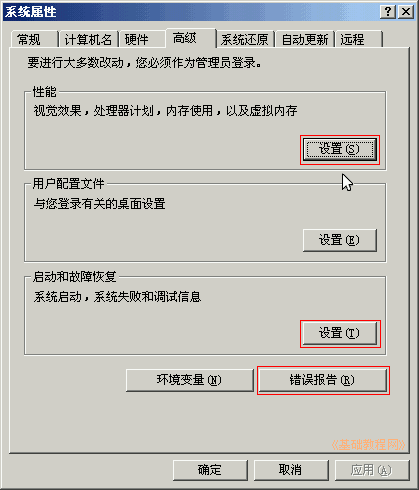 系统属性
常规 计算机名 硬件 高级 系统还原 自动更新 远程
要进行大多数改动，您必须作为管理员登录。
性能
视觉效果，处理器计划，内存使用，以及虚拟内存
设置(S)
用户配置文件
与您登录有关的桌面设置
设置(E)
启动和故障恢复
系统启动，系统失败和调试信息
设置(T)
环境变量(N) 错误报告(R)
确定 取消 应用(A)